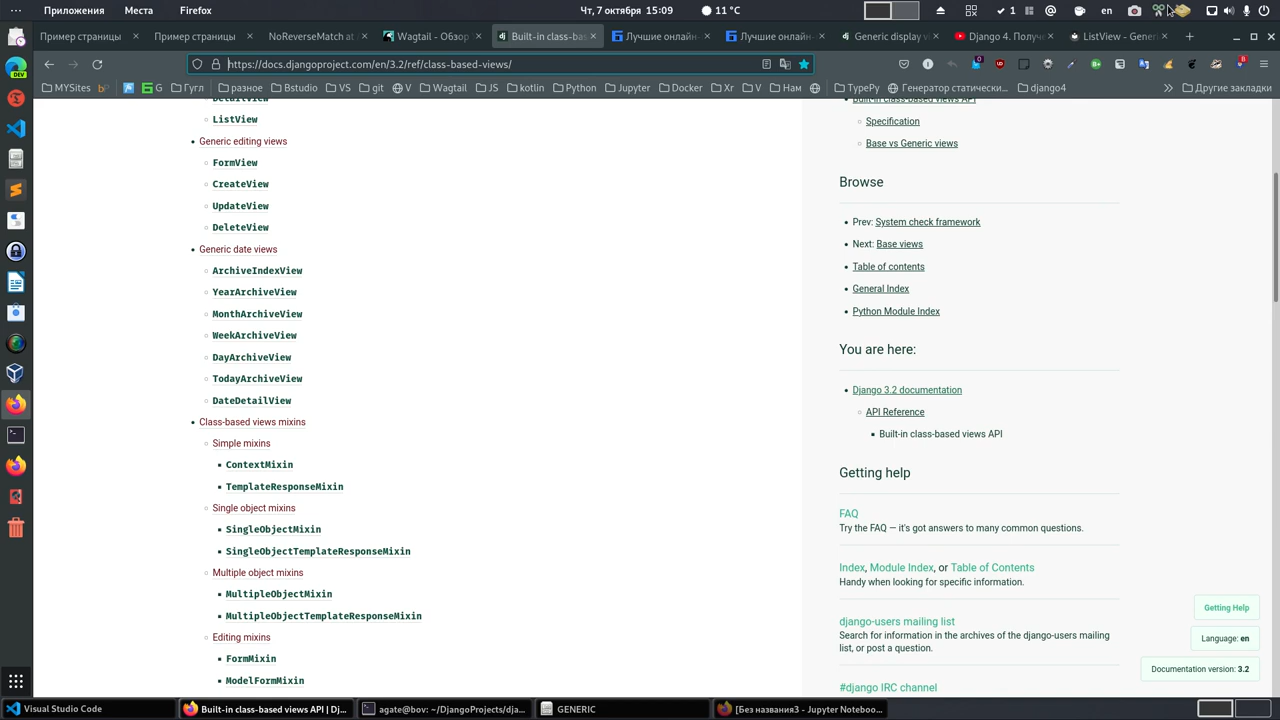 Приложения Места Firefox Чт, 7 октября 15:09 11 °C 1 en
Пример страницы Пример страницы NoReverseMatch at Wagtail - Обзор Built-in class-bas Лучшие онлайн- Лучшие онлайн- Generic display v Django 4. Получ ListView - Gener
https://docs.djangoproject.com/en/3.2/ref/class-based-views/
MYSites bp G Гугл разное Bstudio VS git V Wagtail JS kotlin Python Jupyter Docker Xr V Нам TypePy Генератор статически... django4 Другие закладки
DetailView
ListView
Generic editing views
FormView
CreateView
UpdateView
DeleteView
Generic date views
ArchiveIndexView
YearArchiveView
MonthArchiveView
WeekArchiveView
DayArchiveView
TodayArchiveView
DateDetailView
Class-based views mixins
Simple mixins
ContextMixin
TemplateResponseMixin
Single object mixins
SingleObjectMixin
SingleObjectTemplateResponseMixin
Multiple object mixins
MultipleObjectMixin
MultipleObjectTemplateResponseMixin
Editing mixins
FormMixin
ModelFormMixin
Built-in class-based views API
Specification
Base vs Generic views
Browse
Prev: System check framework
Next: Base views
Table of contents
General Index
Python Module Index
You are here:
Django 3.2 documentation
API Reference
Built-in class-based views API
Getting help
FAQ
Try the FAQ — it's got answers to many common questions.
Index, Module Index, or Table of Contents
Handy when looking for specific information.
django-users mailing list
Search for information in the archives of the django-users mailing
list, or post a question.
#django IRC channel
Getting Help
Language: en
Documentation version: 3.2
Visual Studio Code Built-in class-based views API | Dj... agate@bov: ~/DjangoProjects/dja... GENERIC [Без названия3 - Jupyter Noteboo...